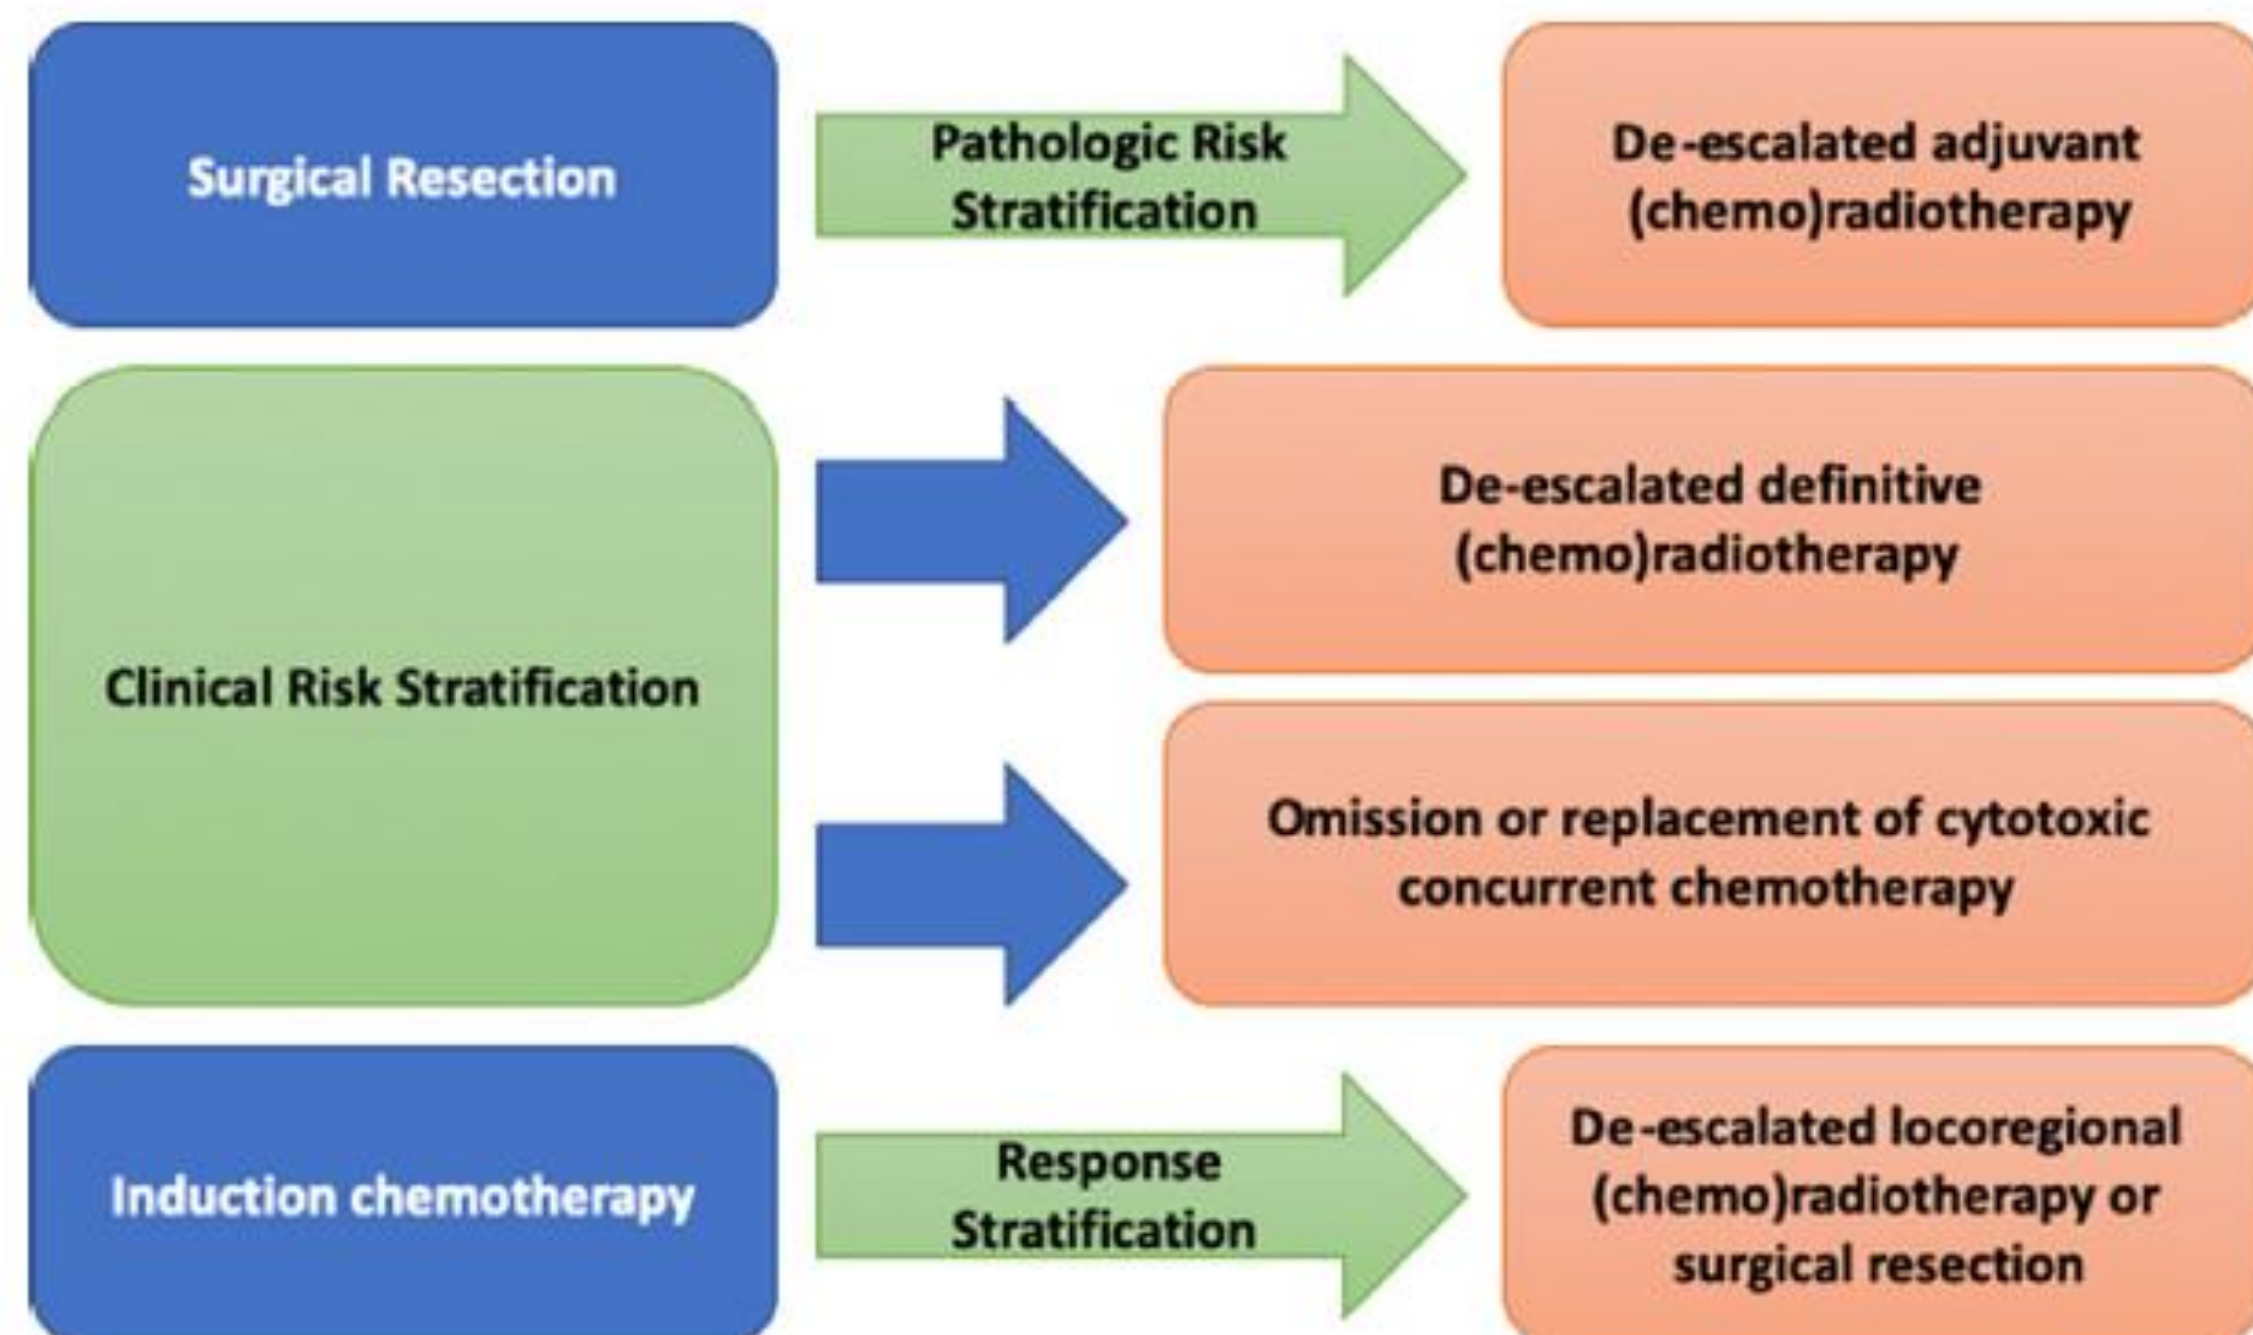 Surgical Resection
Pathologic Risk
Stratification
De-escalated adjuvant
(chemo)radiotherapy
Clinical Risk Stratification
De-escalated definitive
(chemo)radiotherapy
Omission or replacement of cytotoxic
concurrent chemotherapy
Induction chemotherapy
Response
Stratification
De-escalated locoregional
(chemo)radiotherapy or
surgical resection